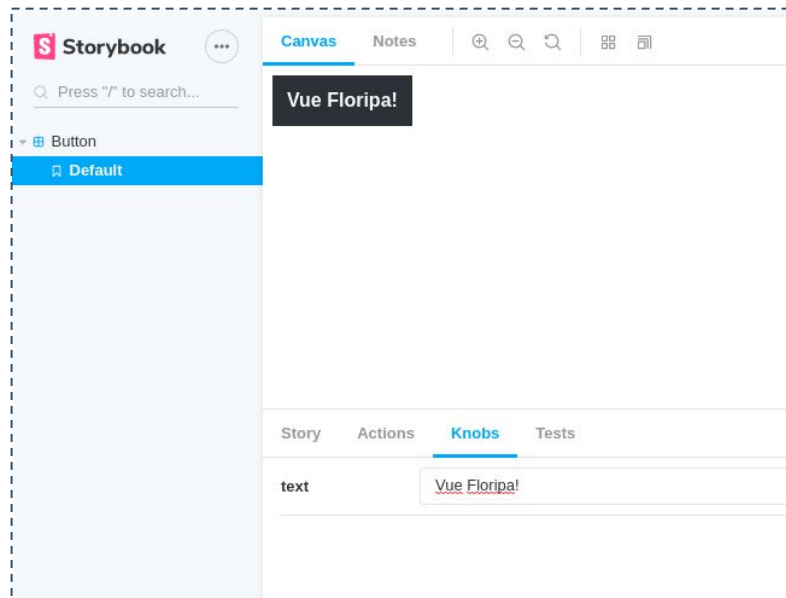 Storybook
Press "/" to search...
Button
Default
Canvas Notes
Vue Floripa!
Story Actions Knobs Tests
text Vue Floripa!